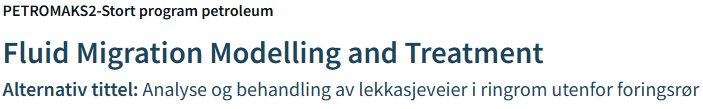 PETROMAKS2-Stort program petroleum
Fluid Migration Modelling and Treatment
Alternativ tittel: Analyse og behandling av lekkasjeveier i ringrom utenfor foringsrør